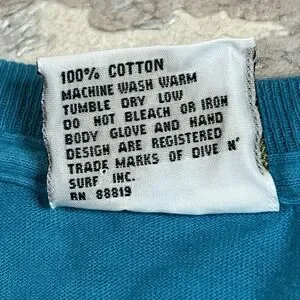 100% COTTON
MACHINE WASH WARM
TUMBLE DRY LOW
DO NOT BLEACH OR IRON
BODY GLOVE AND HAND
DESIGN ARE REGISTERED
TRADE MARKS OF DIVE N'
SURF INC.
RN 88819